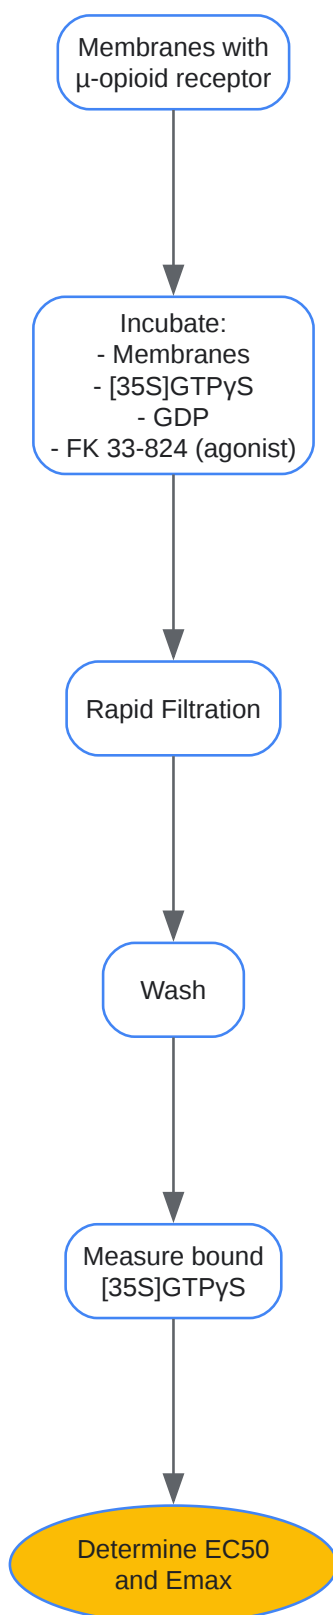 Membranes with
μ-opioid receptor
Incubate:
- Membranes
- [35S]GTPγS
- GDP
- FK 33-824 (agonist)
Rapid Filtration
Wash
Measure bound
[35S]GTPγS
Determine EC50
and Emax